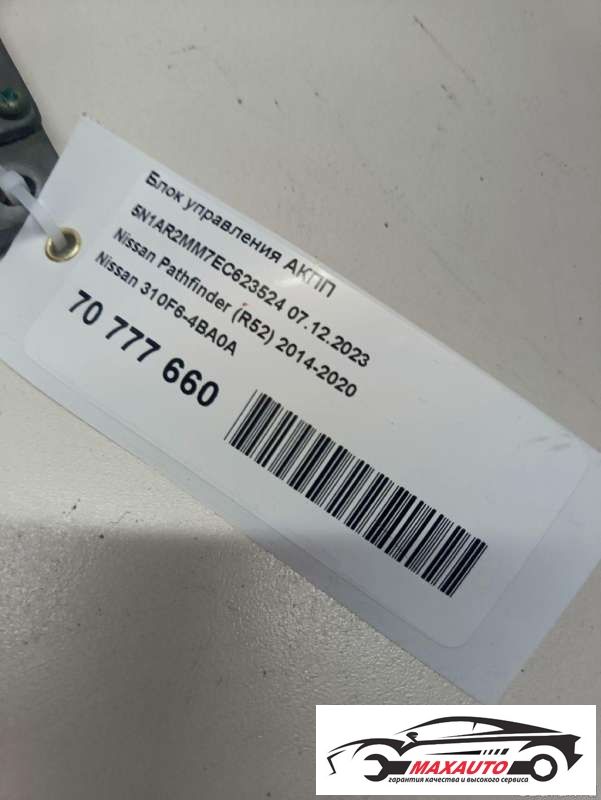 Блок управления АКПП
5N1AR2MM7EC623524 07.12.2023
Nissan Pathfinder (R52) 2014-2020
Nissan 310F6-4BA0A
70 777 660
MAXAUTO
гарантия качества и высокого сервиса